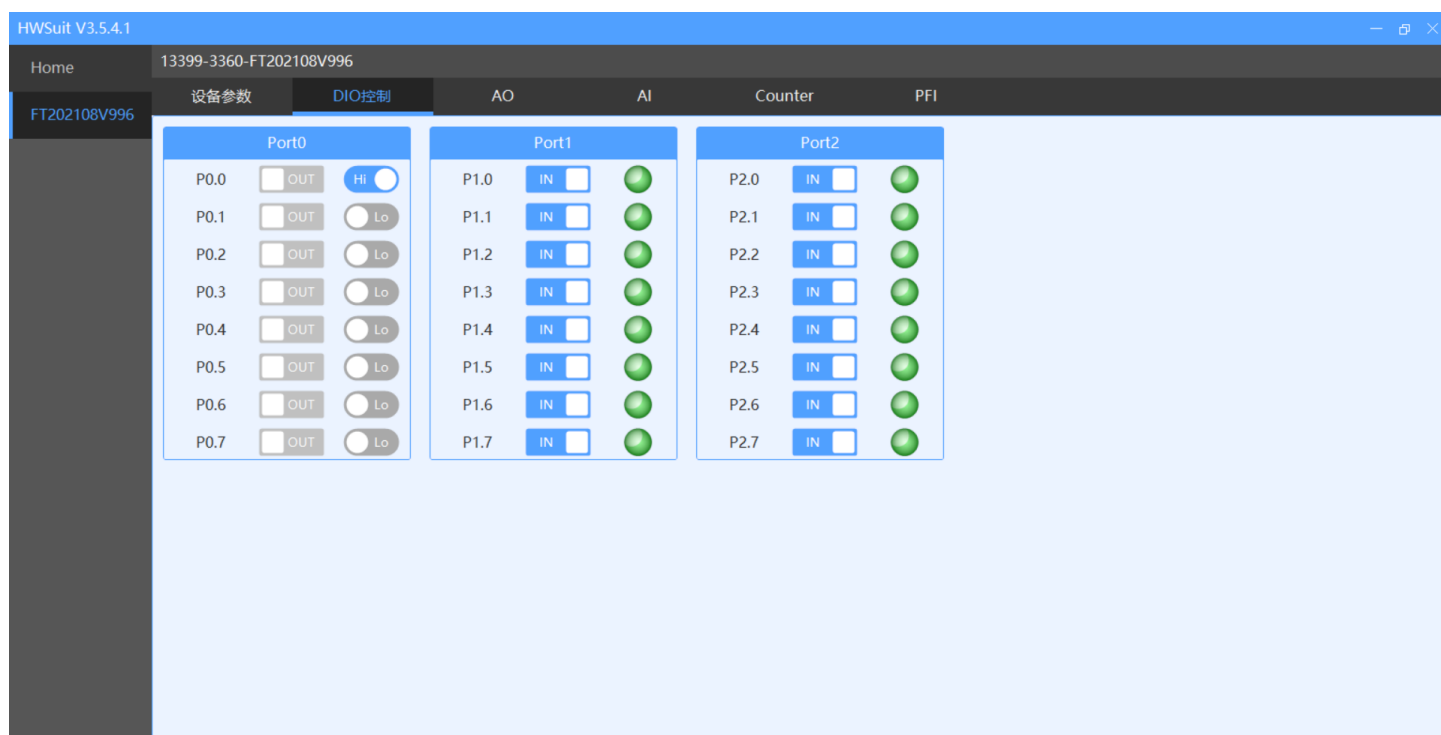 HWSuit V3.5.4.1
Home
13399-3360-FT202108V996
FT202108V996
设备参数 DIO控制 AO AI Counter PFI
Port0 Port1 Port2
P0.0 OUT Hi P1.0 IN P2.0 IN
P0.1 OUT Lo P1.1 IN P2.1 IN
P0.2 OUT Lo P1.2 IN P2.2 IN
P0.3 OUT Lo P1.3 IN P2.3 IN
P0.4 OUT Lo P1.4 IN P2.4 IN
P0.5 OUT Lo P1.5 IN P2.5 IN
P0.6 OUT Lo P1.6 IN P2.6 IN
P0.7 OUT Lo P1.7 IN P2.7 IN